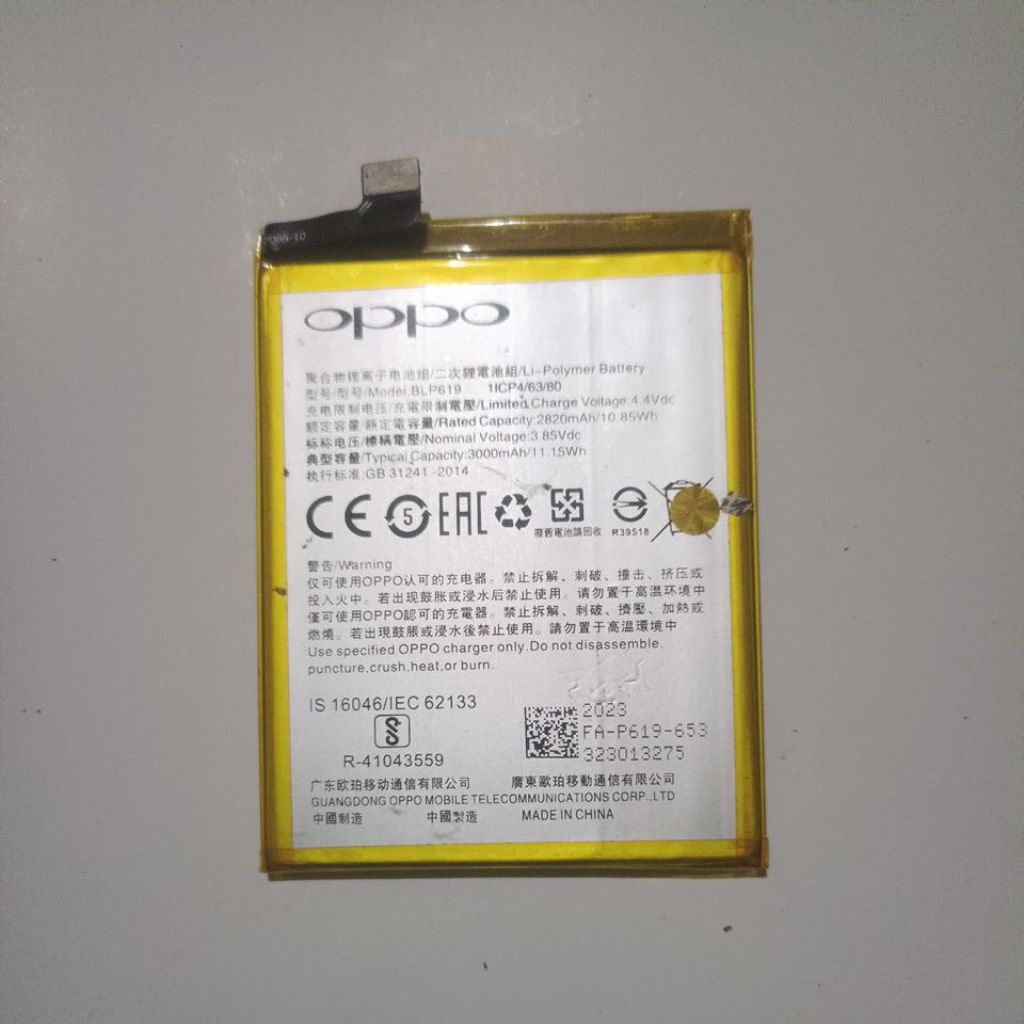 oppo
聚合物锂离子电池组/二次鋰電池組/Li-Polymer Battery
型号/型号/Model:BLP619 1ICP4/63/80
充电限制电压/充電限制電壓/Limited Charge Voltage:4.4Vdc
额定容量/額定電容量/Rated Capacity:2820mAh/10.85Wh
标称电压/標稱電壓/Nominal Voltage:3.85Vdc
典型容量/Typical Capacity:3000mAh/11.15Wh
执行标准:GB 31241-2014
CE 5 EAC
廢舊電池請回收 R39518
警告/Warning
仅可使用OPPO认可的充电器。禁止拆解、刺破、撞击、挤压或
投入火中。若出现鼓胀或浸水后禁止使用。请勿置于高温环境中
僅可使用OPPO認可的充電器。禁止拆解、刺破、擠壓、加熱或
燃燒。若出現鼓脹或浸水後禁止使用。請勿置于高溫環境中
Use specified OPPO charger only.Do not disassemble.
puncture,crush,heat,or burn.
IS 16046/IEC 62133
R-41043559
2023
FA-P619-653
323013275
广东欧珀移动通信有限公司 廣東歐珀移動通信有限公司
GUANGDONG OPPO MOBILE TELECOMMUNICATIONS CORP.,LTD
中國制造 中國製造 MADE IN CHINA